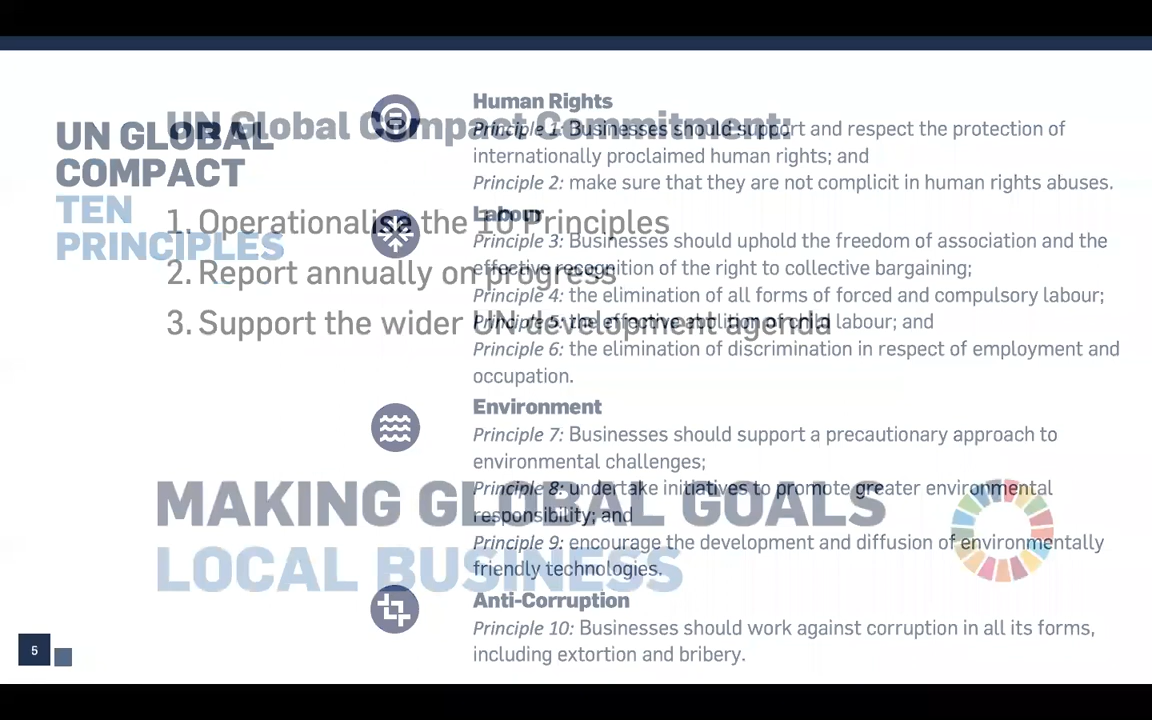 UN GLOBAL
COMPACT
TEN
PRINCIPLES
UN Global Compact Commitment:
1. Operationalise the 10 Principles
2. Report annually on progress
3. Support the wider UN development agenda
MAKING GLOBAL GOALS
LOCAL BUSINESS
Human Rights
Principle 1: Businesses should support and respect the protection of
internationally proclaimed human rights; and
Principle 2: make sure that they are not complicit in human rights abuses.
Labour
Principle 3: Businesses should uphold the freedom of association and the
effective recognition of the right to collective bargaining;
Principle 4: the elimination of all forms of forced and compulsory labour;
Principle 5: the effective abolition of child labour; and
Principle 6: the elimination of discrimination in respect of employment and
occupation.
Environment
Principle 7: Businesses should support a precautionary approach to
environmental challenges;
Principle 8: undertake initiatives to promote greater environmental
responsibility; and
Principle 9: encourage the development and diffusion of environmentally
friendly technologies.
Anti-Corruption
Principle 10: Businesses should work against corruption in all its forms,
including extortion and bribery.
5